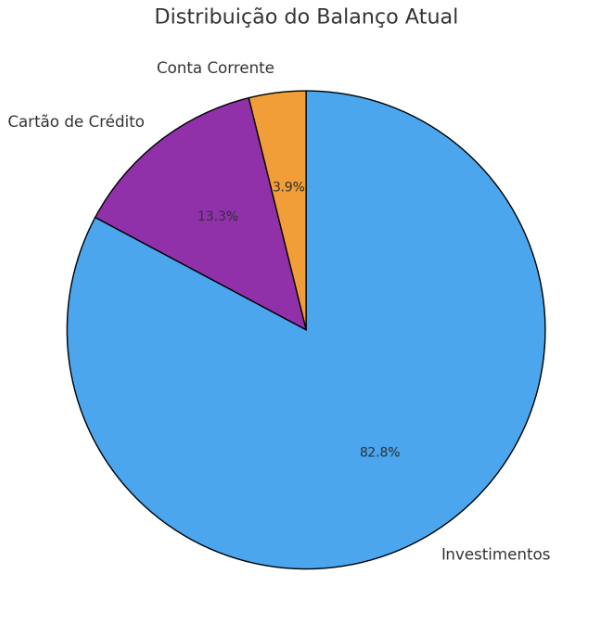 Distribuição do Balanço Atual
Conta Corrente
Cartão de Crédito
3.9%
13.3%
82.8%
Investimentos